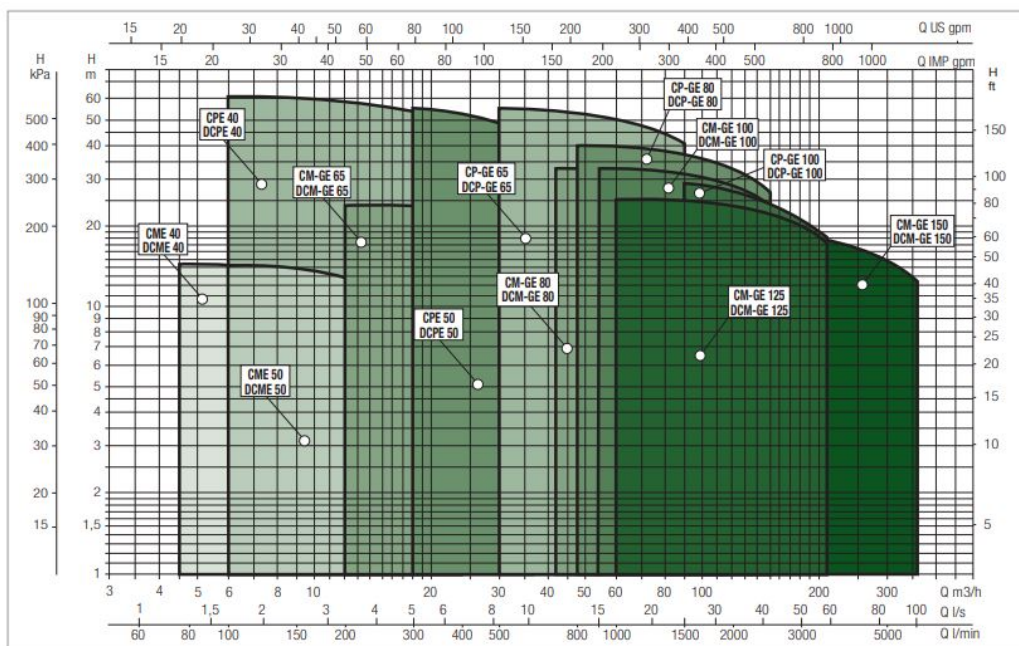 15 20 30 40 50 60 80 100 150 200 300 400 500 800 1000 Q US gpm
15 20 30 40 50 60 80 100 150 200 300 400 500 800 1000 Q IMP gpm
H
kPa
H
m
H
ft
500
400
300
200
100
90
80
70
60
50
40
30
20
15
60
50
40
30
20
10
9
8
7
6
5
4
3
2
1,5
1
150
100
90
80
70
60
50
40
35
30
25
20
15
10
5
CPE 40
DCPE 40
CM-GE 65
DCM-GE 65
CP-GE 65
DCP-GE 65
CP-GE 80
DCP-GE 80
CM-GE 100
DCM-GE 100
CP-GE 100
DCP-GE 100
CME 40
DCME 40
CM-GE 150
DCM-GE 150
CM-GE 80
DCM-GE 80
CM-GE 125
DCM-GE 125
CPE 50
DCPE 50
CME 50
DCME 50
3 4 5 6 8 10 20 30 40 50 60 80 100 200 300 Q m3/h
1 1,5 2 3 4 5 6 8 10 15 20 30 40 50 60 80 100 Q l/s
60 80 100 150 200 300 400 500 800 1000 1500 2000 3000 5000 Q l/min